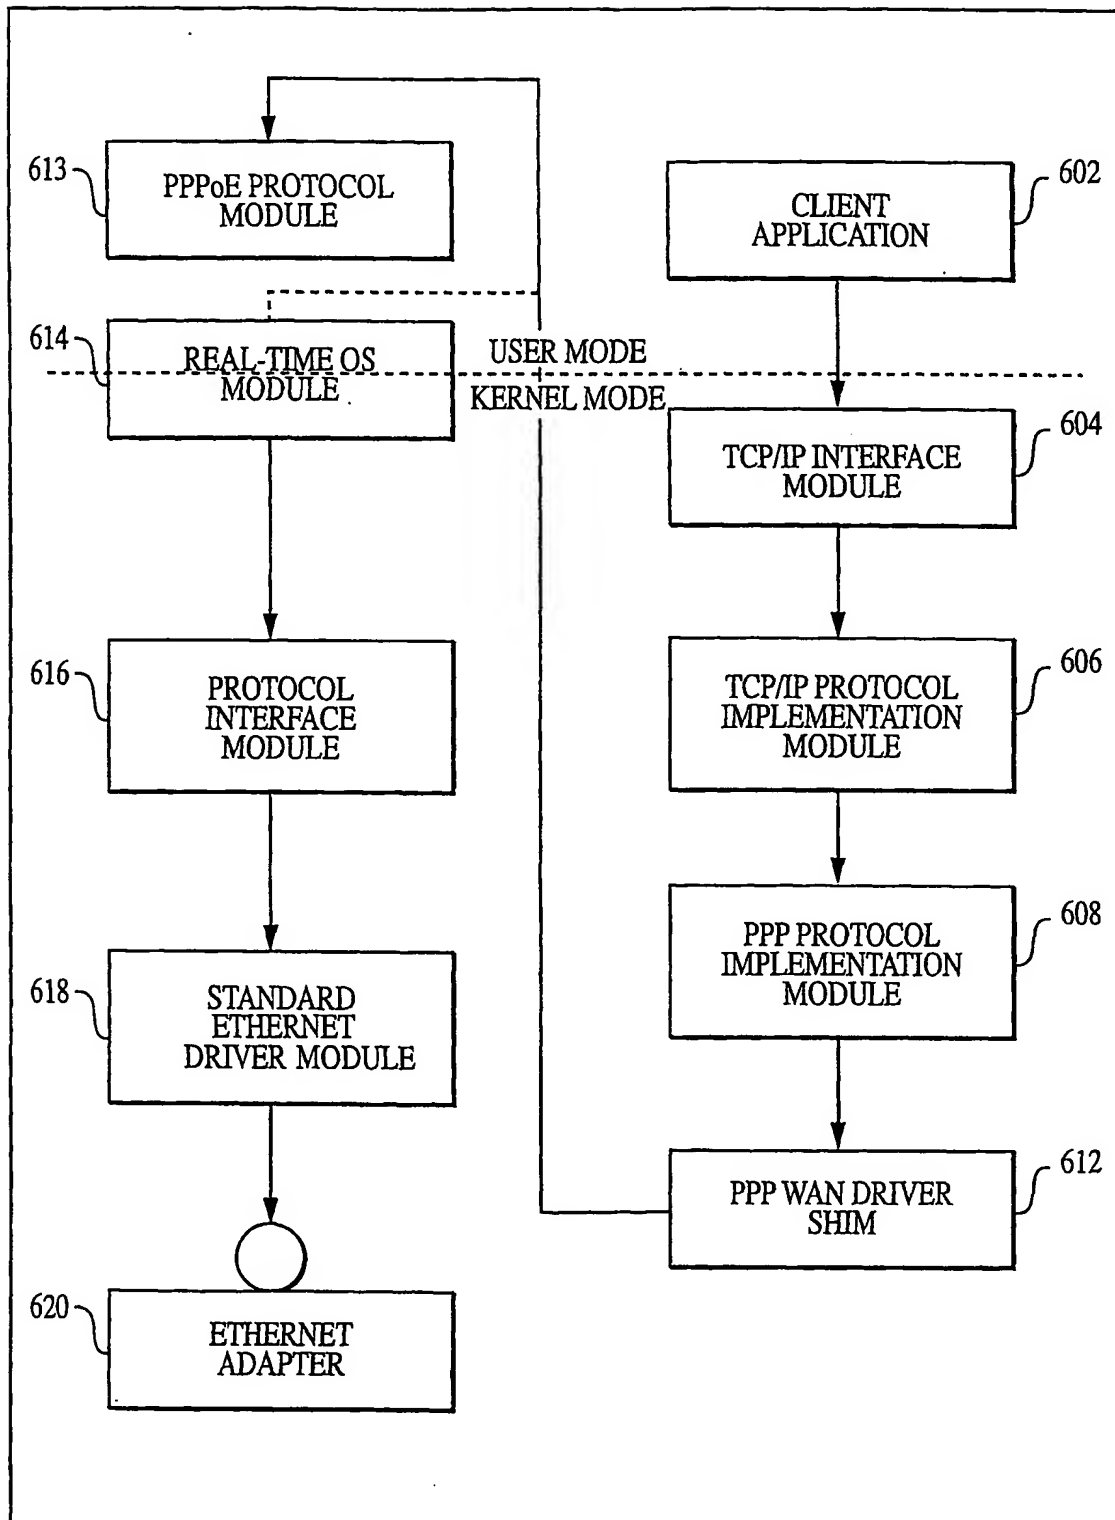 613
PPPoE PROTOCOL
MODULE
602
CLIENT
APPLICATION
614
REAL-TIME OS
MODULE
USER MODE
KERNEL MODE
604
TCP/IP INTERFACE
MODULE
616
PROTOCOL
INTERFACE
MODULE
606
TCP/IP PROTOCOL
IMPLEMENTATION
MODULE
608
PPP PROTOCOL
IMPLEMENTATION
MODULE
618
STANDARD
ETHERNET
DRIVER MODULE
612
PPP WAN DRIVER
SHIM
620
ETHERNET
ADAPTER